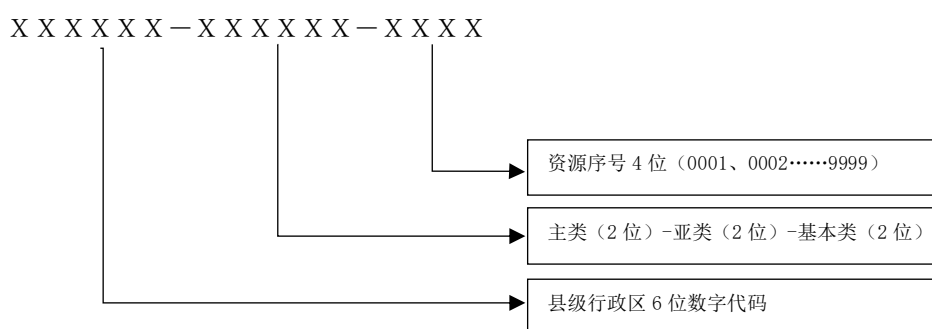 XXXXXX－XXXXXX－XXXX
资源序号 4 位（0001、0002……9999）
主类（2 位）-亚类（2 位）-基本类（2 位）
县级行政区 6 位数字代码